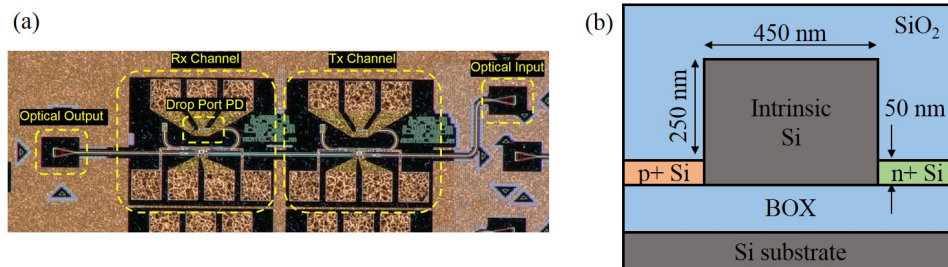 (a)
Rx Channel
Tx Channel
Optical Input
Drop Port PD
Optical Output
(b)
450 nm
SiO2
250 nm
Intrinsic
Si
50 nm
p+ Si
n+ Si
BOX
Si substrate